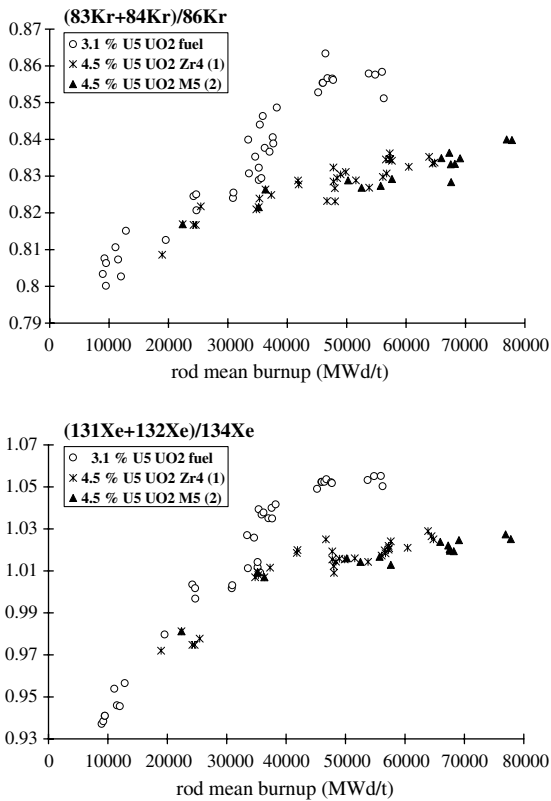 (83Kr+84Kr)/86Kr
0.87
3.1 % U5 UO2 fuel
4.5 % U5 UO2 Zr4 (1)
4.5 % U5 UO2 M5 (2)
0.86
0.85
0.84
0.83
0.82
0.81
0.8
0.79
0 10000 20000 30000 40000 50000 60000 70000 80000
rod mean burnup (MWd/t)
(131Xe+132Xe)/134Xe
1.07
3.1 % U5 UO2 fuel
4.5 % U5 UO2 Zr4 (1)
4.5 % U5 UO2 M5 (2)
1.05
1.03
1.01
0.99
0.97
0.95
0.93
0 10000 20000 30000 40000 50000 60000 70000 80000
rod mean burnup (MWd/t)